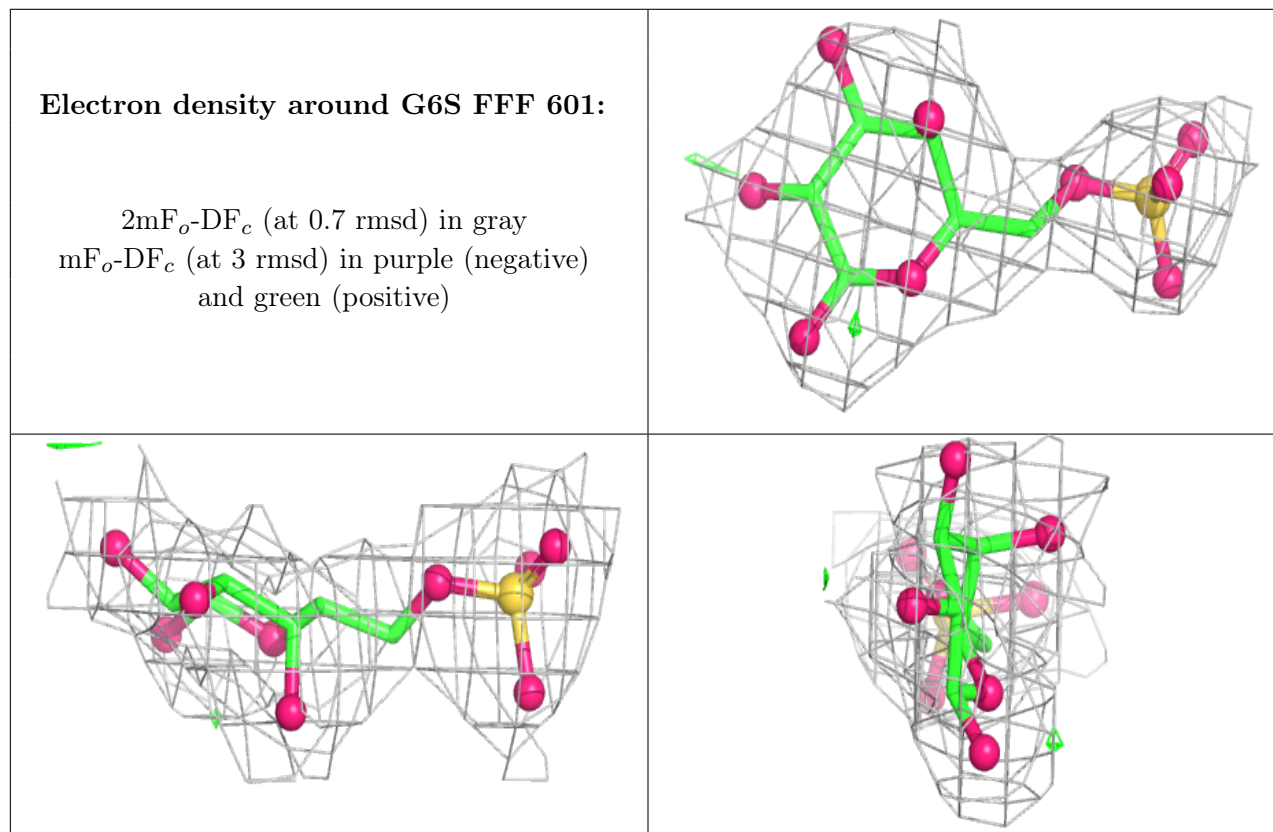 Electron density around G6S FFF 601:
2mFₒ-DF𝒸 (at 0.7 rmsd) in gray
mFₒ-DF𝒸 (at 3 rmsd) in purple (negative)
and green (positive)